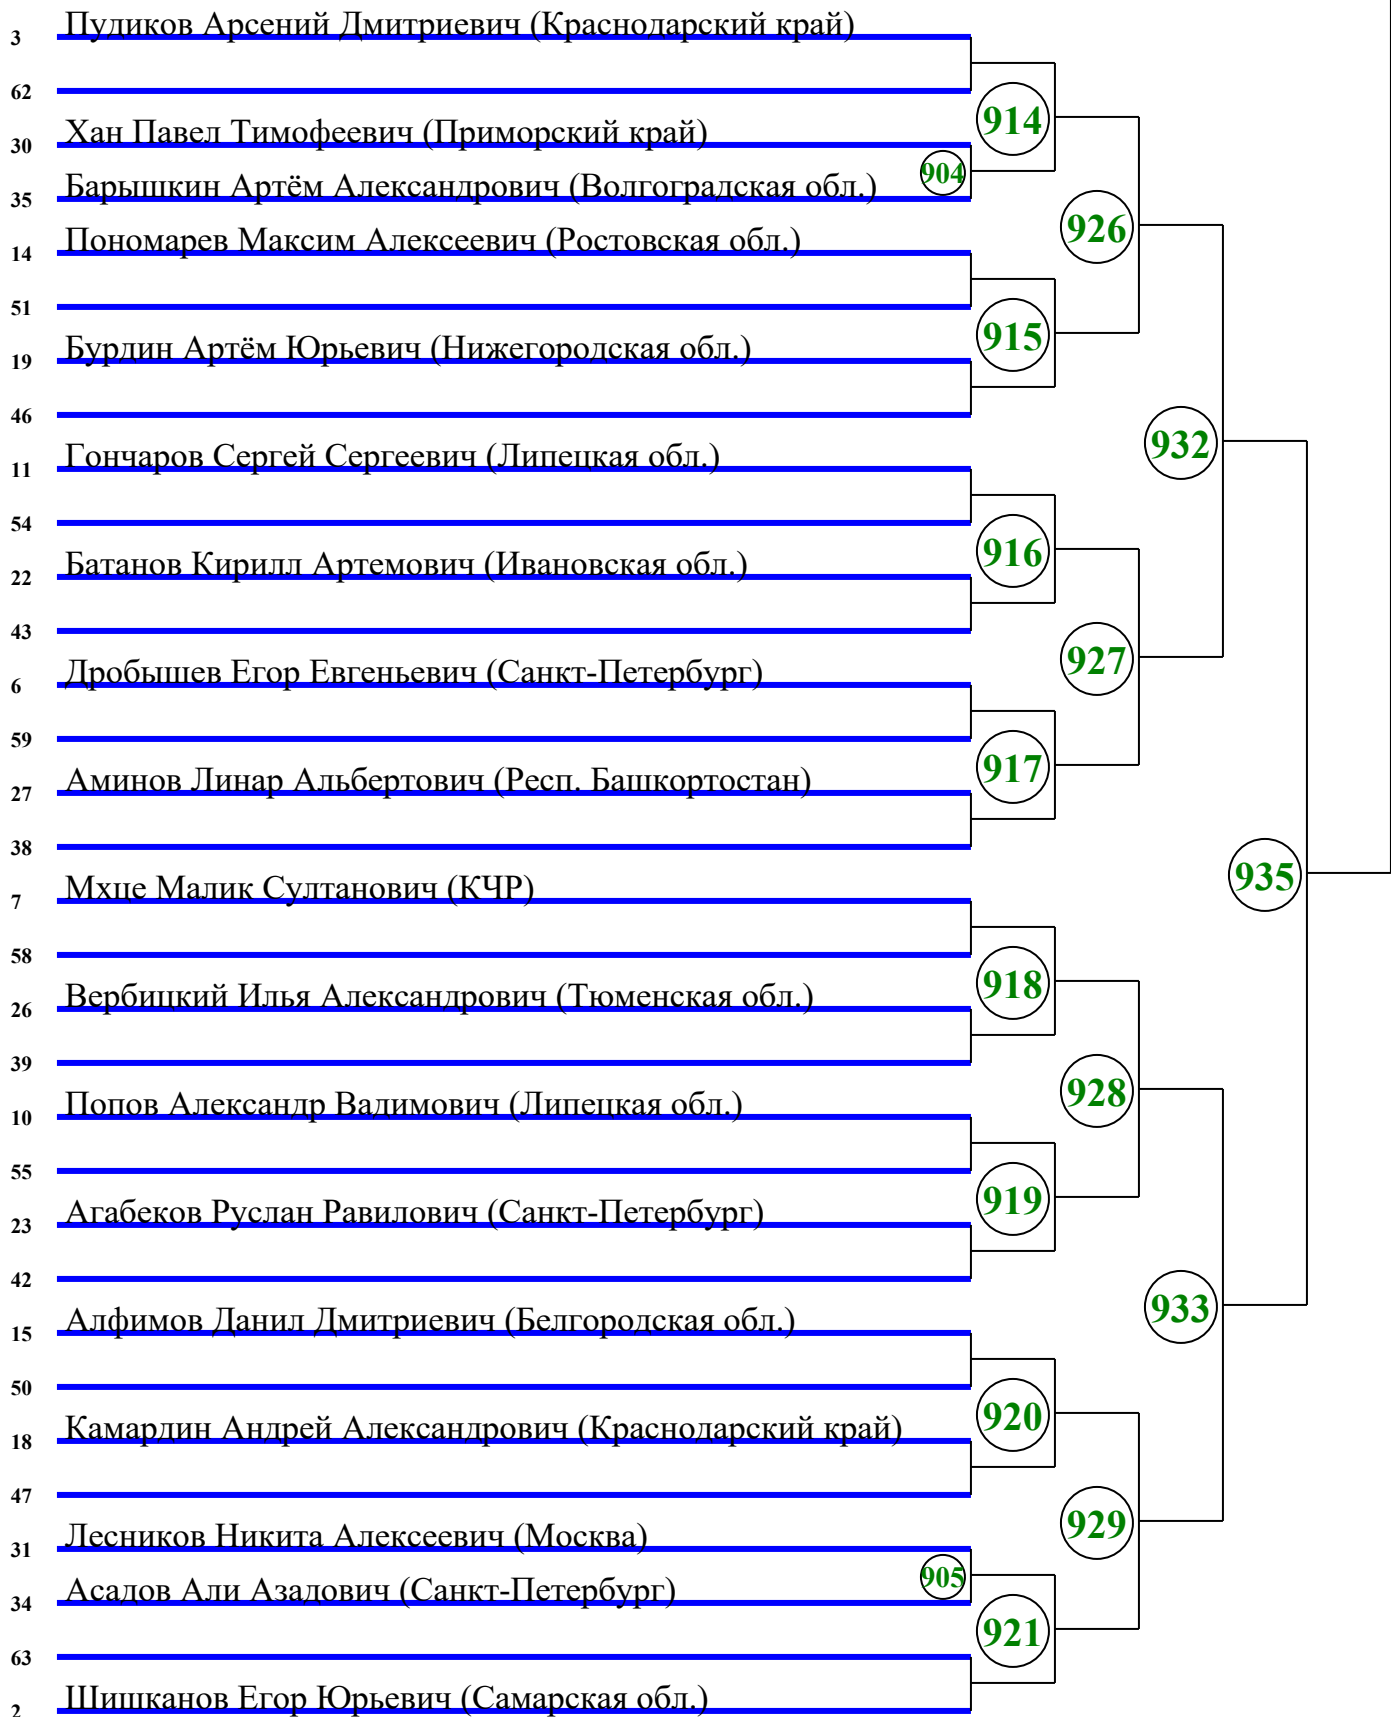 3 Пудиков Арсений Дмитриевич (Краснодарский край)
62
914
30 Хан Павел Тимофеевич (Приморский край)
904
35 Барышкин Артём Александрович (Волгоградская обл.)
926
14 Пономарев Максим Алексеевич (Ростовская обл.)
51
915
19 Бурдин Артём Юрьевич (Нижегородская обл.)
46
932
11 Гончаров Сергей Сергеевич (Липецкая обл.)
54
916
22 Батанов Кирилл Артемович (Ивановская обл.)
43
927
6 Дробышев Егор Евгеньевич (Санкт-Петербург)
59
917
27 Аминов Линар Альбертович (Респ. Башкортостан)
38
935
7 Мхце Малик Султанович (КЧР)
58
918
26 Вербицкий Илья Александрович (Тюменская обл.)
39
928
10 Попов Александр Вадимович (Липецкая обл.)
55
919
23 Агабеков Руслан Равилович (Санкт-Петербург)
42
933
15 Алфимов Данил Дмитриевич (Белгородская обл.)
50
920
18 Камардин Андрей Александрович (Краснодарский край)
47
929
31 Лесников Никита Алексеевич (Москва)
905
34 Асадов Али Азадович (Санкт-Петербург)
921
63
2 Шишканов Егор Юрьевич (Самарская обл.)